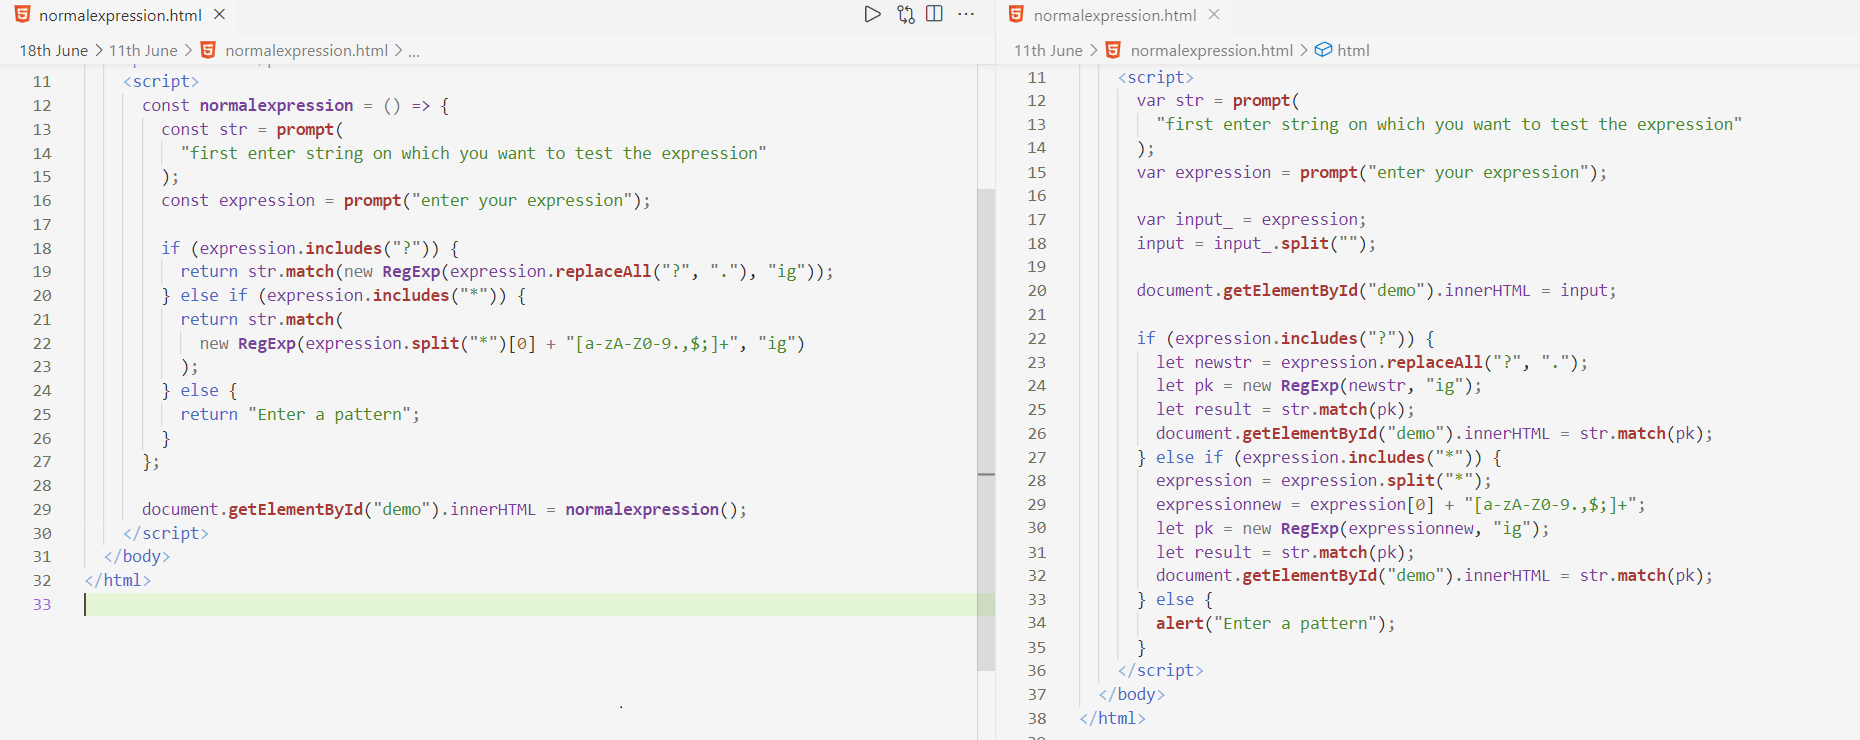 normalexpression.html
18th June > 11th June > normalexpression.html > ...
11 <script>
12 const normalexpression = () => {
13 const str = prompt(
14 "first enter string on which you want to test the expression"
15 );
16 const expression = prompt("enter your expression");
17
18 if (expression.includes("?")) {
19 return str.match(new RegExp(expression.replaceAll("?", "."), "ig"));
20 } else if (expression.includes("*")) {
21 return str.match(
22 new RegExp(expression.split("*")[0] + "[a-zA-Z0-9.,$;]+", "ig")
23 );
24 } else {
25 return "Enter a pattern";
26 }
27 };
28
29 document.getElementById("demo").innerHTML = normalexpression();
30 </script>
31 </body>
32 </html>
33
normalexpression.html
11th June > normalexpression.html > html
11 <script>
12 var str = prompt(
13 "first enter string on which you want to test the expression"
14 );
15 var expression = prompt("enter your expression");
16
17 var input_ = expression;
18 input = input_.split("");
19
20 document.getElementById("demo").innerHTML = input;
21
22 if (expression.includes("?")) {
23 let newstr = expression.replaceAll("?", ".");
24 let pk = new RegExp(newstr, "ig");
25 let result = str.match(pk);
26 document.getElementById("demo").innerHTML = str.match(pk);
27 } else if (expression.includes("*")) {
28 expression = expression.split("*");
29 expressionnew = expression[0] + "[a-zA-Z0-9.,$;]+";
30 let pk = new RegExp(expressionnew, "ig");
31 let result = str.match(pk);
32 document.getElementById("demo").innerHTML = str.match(pk);
33 } else {
34 alert("Enter a pattern");
35 }
36 </script>
37 </body>
38 </html>